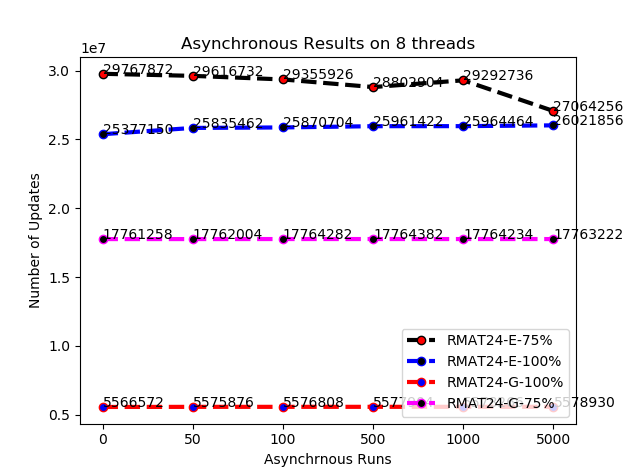 Asynchronous Results on 8 threads
1e7
3.0
2.5
2.0
1.5
1.0
0.5
Number of Updates
29767872 29616732 29355926 28802904 29292736 27064256
25377150 25835462 25870704 25961422 25964464 26021856
17761258 17762004 17764282 17764382 17764234 17763222
5566572 5575876 5576808 5578930
RMAT24-E-75%
RMAT24-E-100%
RMAT24-G-100%
RMAT24-G-75%
0 50 100 500 1000 5000
Asynchrnous Runs